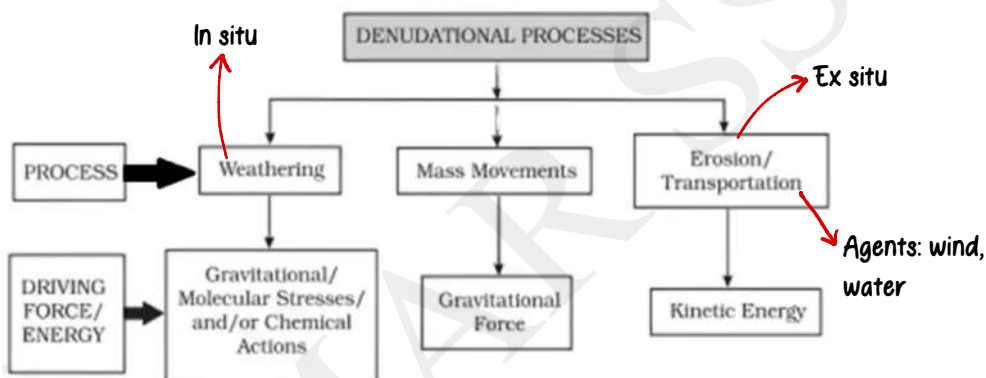 In situ
DENUDATIONAL PROCESSES
Ex situ
PROCESS
Weathering
Mass Movements
Erosion/
Transportation
Agents: wind,
water
DRIVING
FORCE/
ENERGY
Gravitational/
Molecular Stresses/
and/or Chemical
Actions
Gravitational
Force
Kinetic Energy